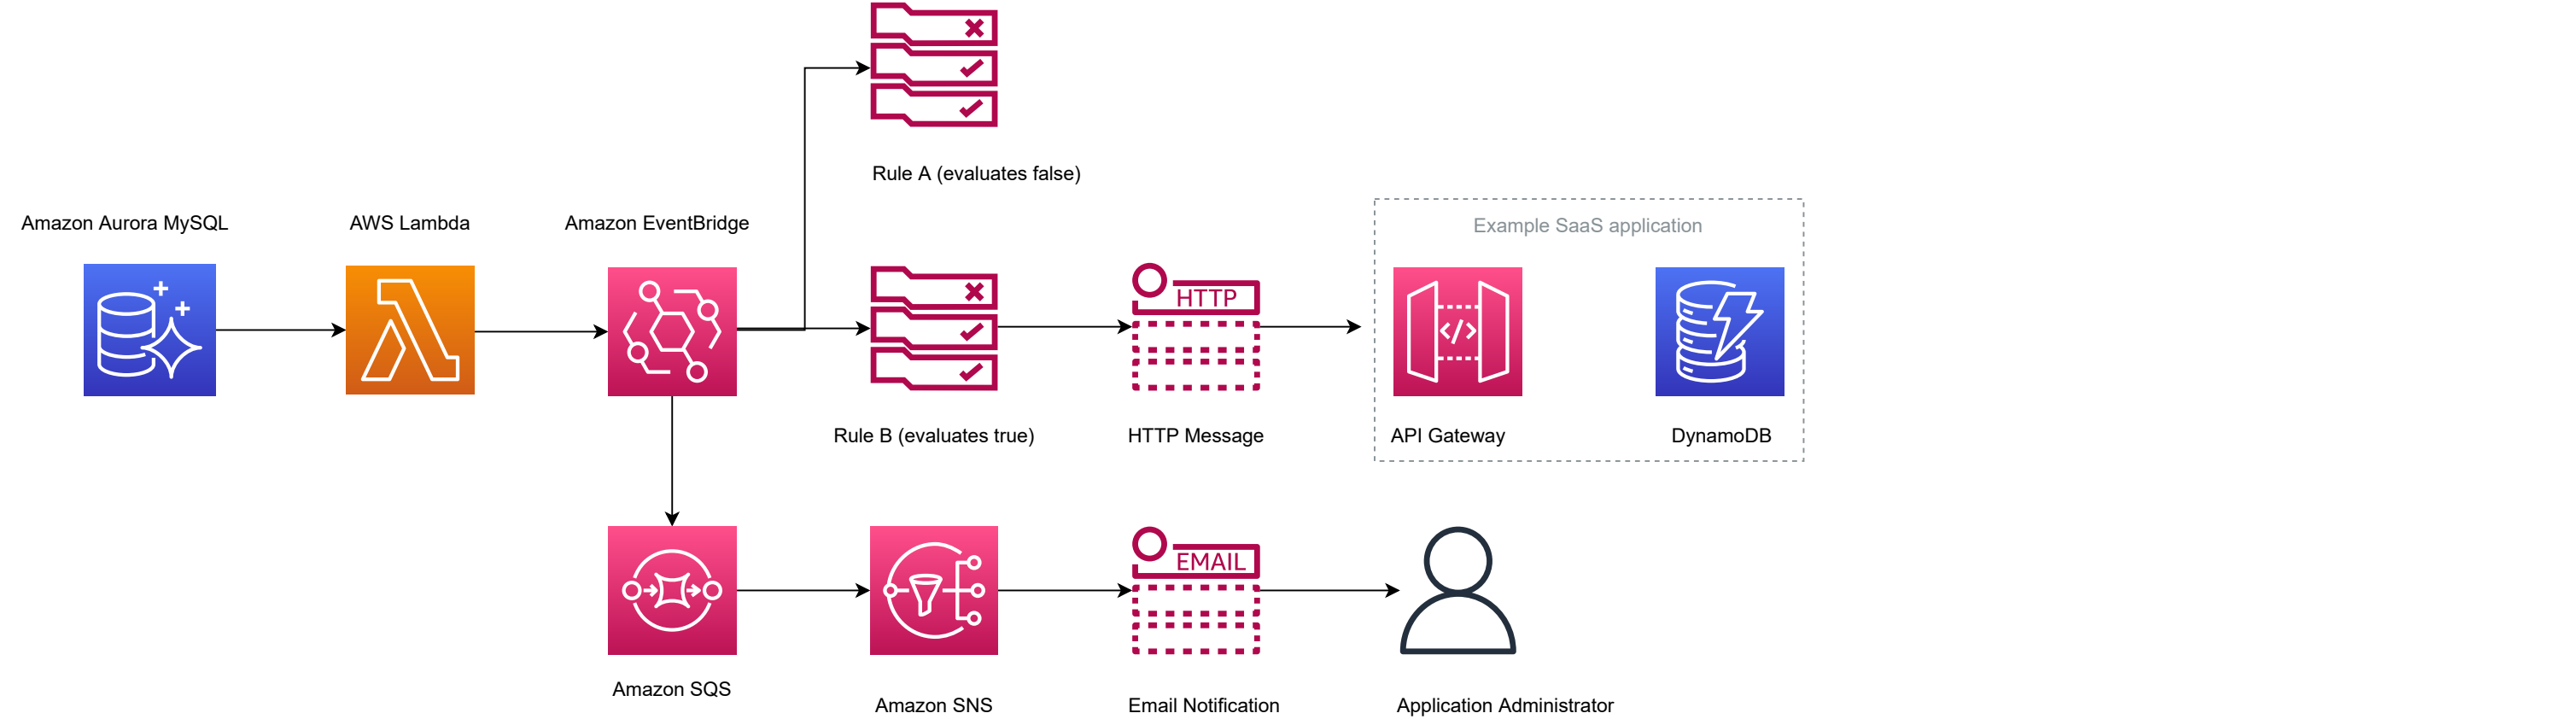 Rule A (evaluates false)
Amazon Aurora MySQL
AWS Lambda
Amazon EventBridge
Example SaaS application
HTTP
Rule B (evaluates true)
HTTP Message
API Gateway
DynamoDB
EMAIL
Amazon SQS
Amazon SNS
Email Notification
Application Administrator